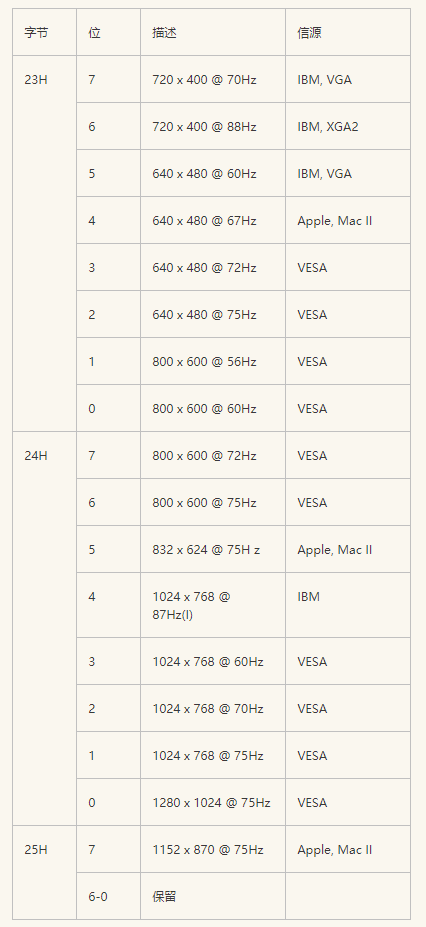 字节 位 描述 信源
23H 7 720 x 400 @ 70Hz IBM, VGA
6 720 x 400 @ 88Hz IBM, XGA2
5 640 x 480 @ 60Hz IBM, VGA
4 640 x 480 @ 67Hz Apple, Mac II
3 640 x 480 @ 72Hz VESA
2 640 x 480 @ 75Hz VESA
1 800 x 600 @ 56Hz VESA
0 800 x 600 @ 60Hz VESA
24H 7 800 x 600 @ 72Hz VESA
6 800 x 600 @ 75Hz VESA
5 832 x 624 @ 75H z Apple, Mac II
4 1024 x 768 @ IBM
87Hz(I)
3 1024 x 768 @ 60Hz VESA
2 1024 x 768 @ 70Hz VESA
1 1024 x 768 @ 75Hz VESA
0 1280 x 1024 @ 75Hz VESA
25H 7 1152 x 870 @ 75Hz Apple, Mac II
6-0 保留